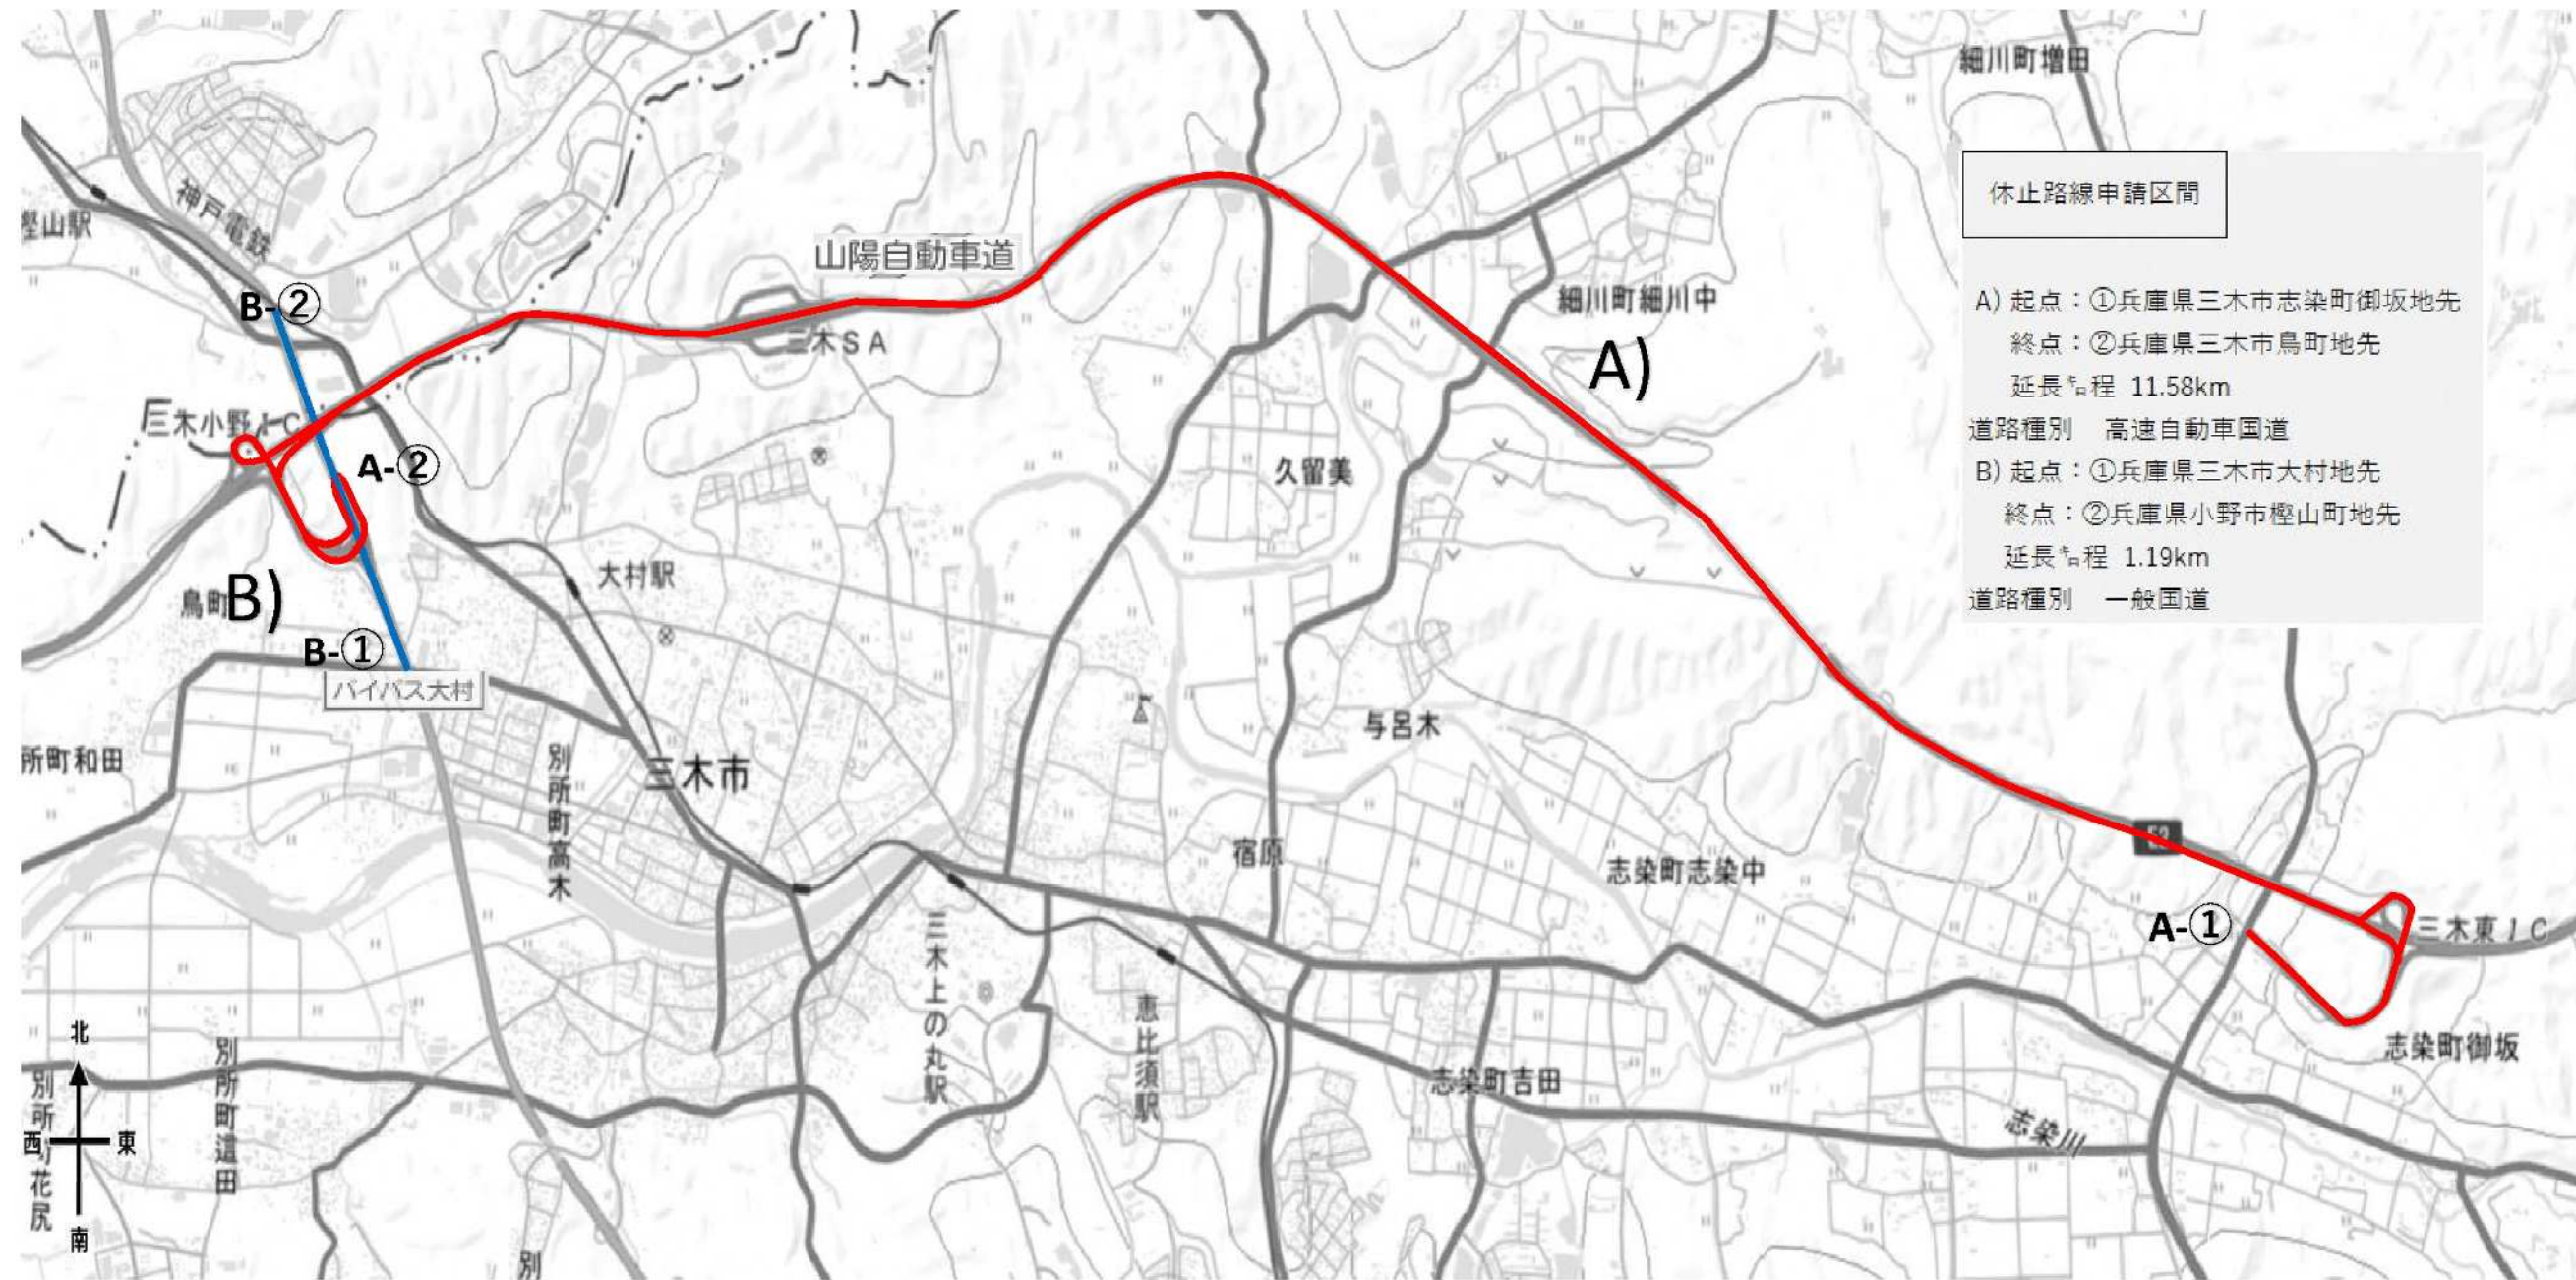 細川町増田
休止路線申請区間
神戸電鉄
樫山駅
B-②
山陽自動車道
A) 起点：①兵庫県三木市志染町御坂地先
細川町細川中
三木SA
終点：②兵庫県三木市鳥町地先
A)
延長㌔程 11.58km
三木小野IC
道路種別 高速自動車国道
A-②
久留美
B) 起点：①兵庫県三木市大村地先
終点：②兵庫県小野市樫山町地先
延長㌔程 1.19km
大村駅
鳥町
B)
道路種別 一般国道
B-①
バイパス大村
与呂木
所町和田
別所町高木
三木市
E2
宿原
志染町志染中
A-①
三木東IC
三木上の丸駅
恵比須駅
北
志染町御坂
別所町這田
志染町吉田
別所町花尻
西
東
志染川
南
別